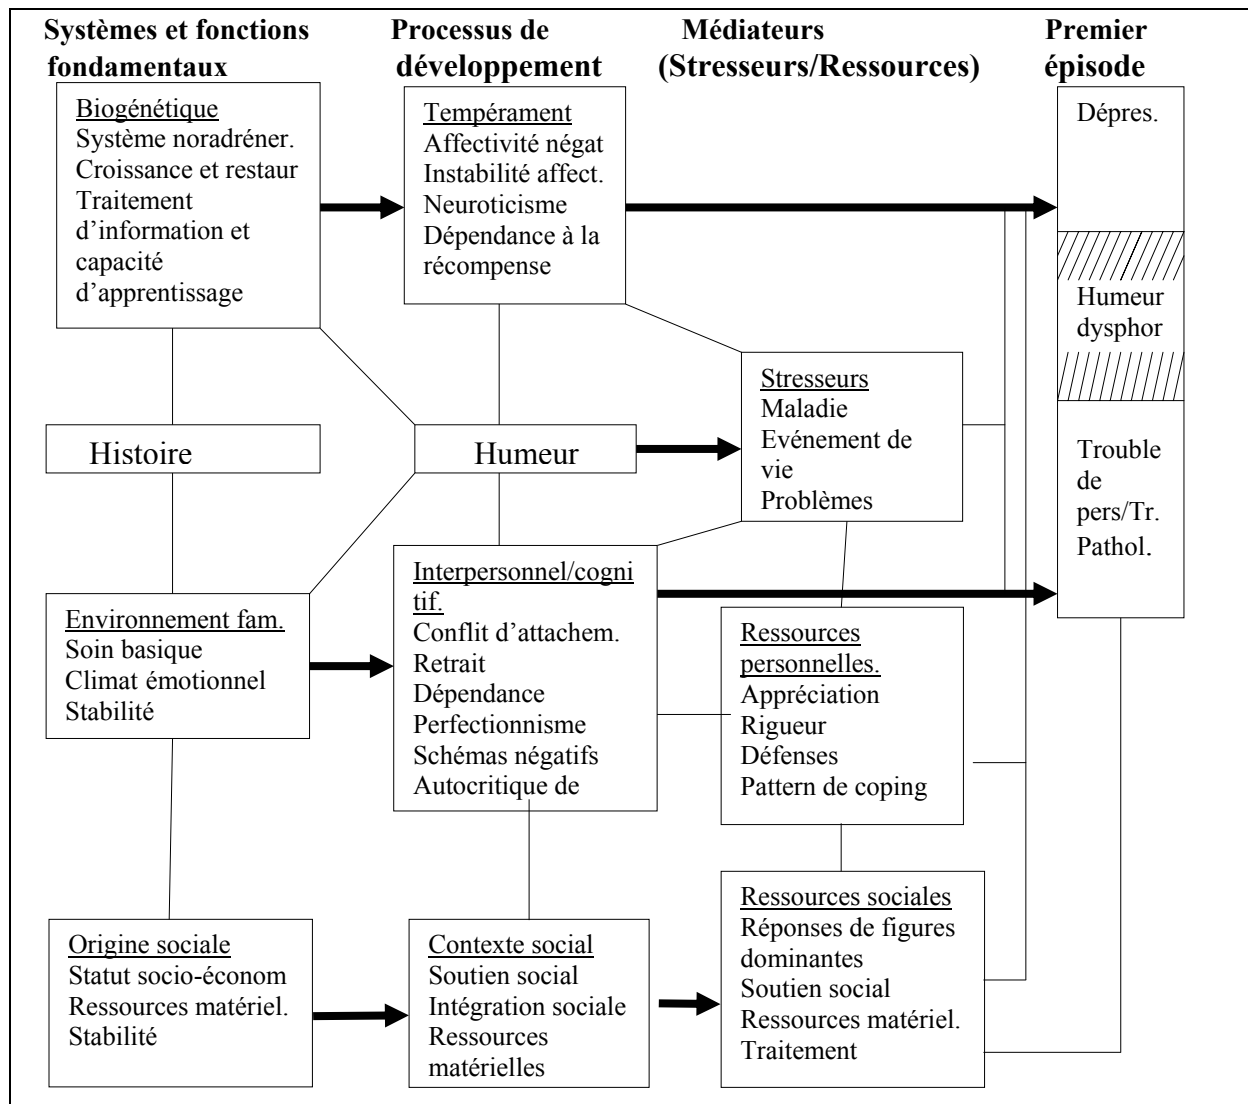 Systèmes et fonctions
fondamentaux
Processus de
développement
Médiateurs
(Stresseurs/Ressources)
Premier
épisode
Biogénétique
Système noradréner.
Croissance et restaur
Traitement
d’information et
capacité
d’apprentissage
Tempérament
Affectivité négat
Instabilité affect.
Neuroticisme
Dépendance à la
récompense
Dépres.
Humeur
dysphor
Trouble
de
pers/Tr.
Pathol.
Stresseurs
Maladie
Evénement de
vie
Problèmes
Histoire
Humeur
Environnement fam.
Soin basique
Climat émotionnel
Stabilité
Interpersonnel/cogni
tif.
Conflit d’attachem.
Retrait
Dépendance
Perfectionnisme
Schémas négatifs
Autocritique de
Ressources
personnelles.
Appréciation
Rigueur
Défenses
Pattern de coping
Origine sociale
Statut socio-économ
Ressources matériel.
Stabilité
Contexte social
Soutien social
Intégration sociale
Ressources
matérielles
Ressources sociales
Réponses de figures
dominantes
Soutien social
Ressources matériel.
Traitement